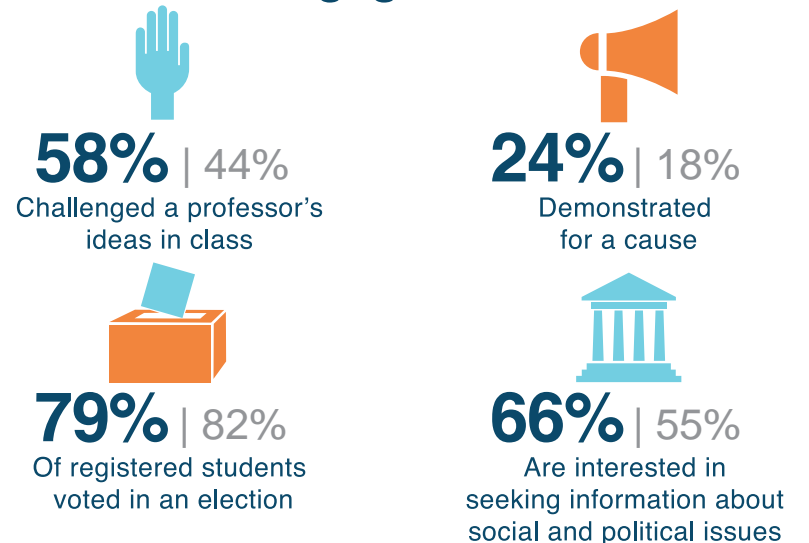 58% | 44%
Challenged a professor's
ideas in class
24% | 18%
Demonstrated
for a cause
79% | 82%
Of registered students
voted in an election
66% | 55%
Are interested in
seeking information about
social and political issues